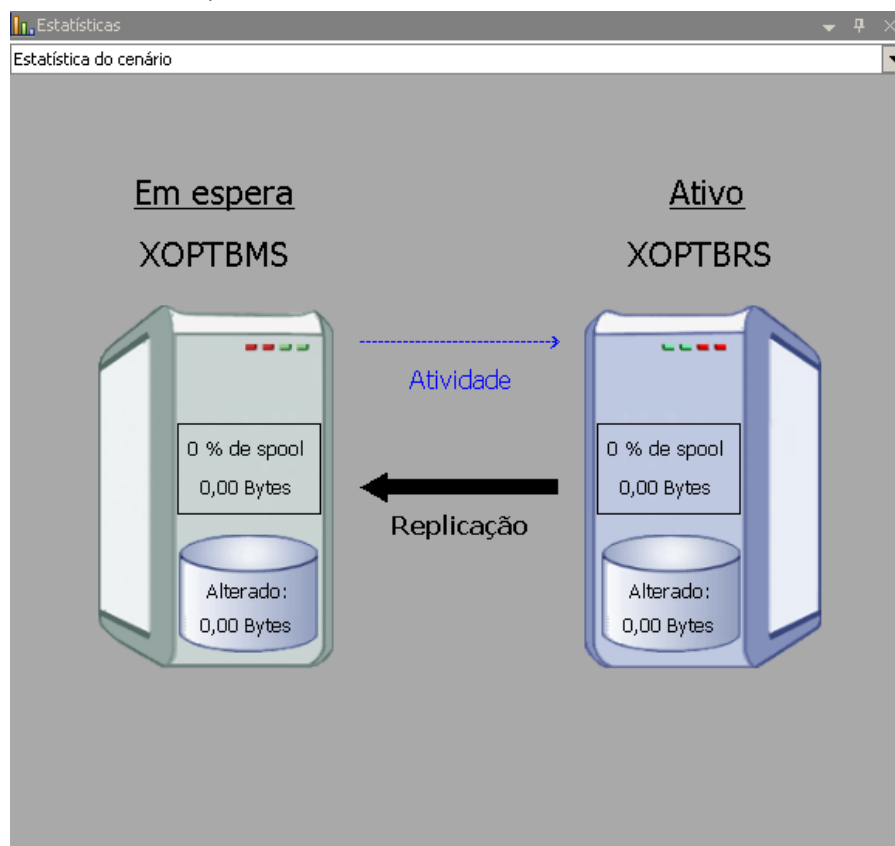 Estatísticas
Estatística do cenário
Em espera
XOPTBMS
Ativo
XOPTBRS
Atividade
Replicação
0 % de spool
0,00 Bytes
Alterado:
0,00 Bytes
0 % de spool
0,00 Bytes
Alterado:
0,00 Bytes